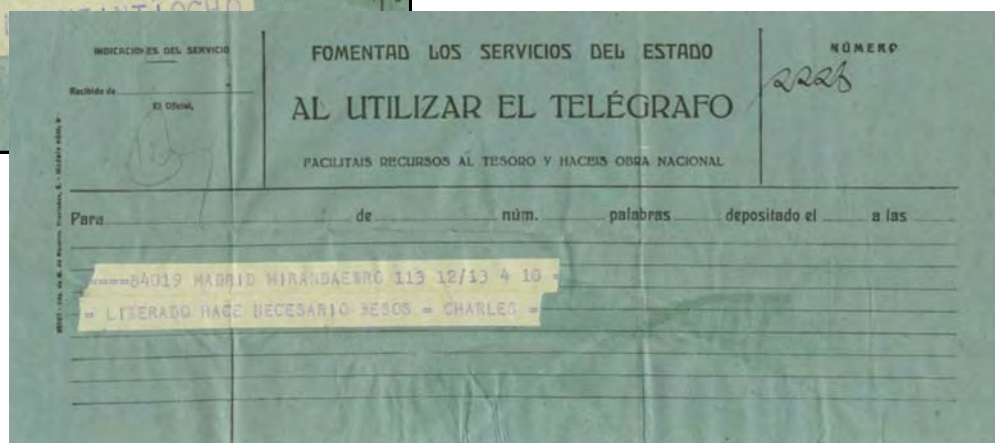 INDICACIONES DEL SERVICIO
Recibido de
El Oficial,
FOMENTAD LOS SERVICIOS DEL ESTADO
AL UTILIZAR EL TELÉGRAFO
FACILITAIS RECURSOS AL TESORO Y HACEIS OBRA NACIONAL
NÚMERO
2228
Para de núm. palabras depositado el a las
====84019 MADRID MIRANDAEBRO 113 12/13 4 10 =
= LIBERADO HACE NECESARIO BESOS = CHARLES =